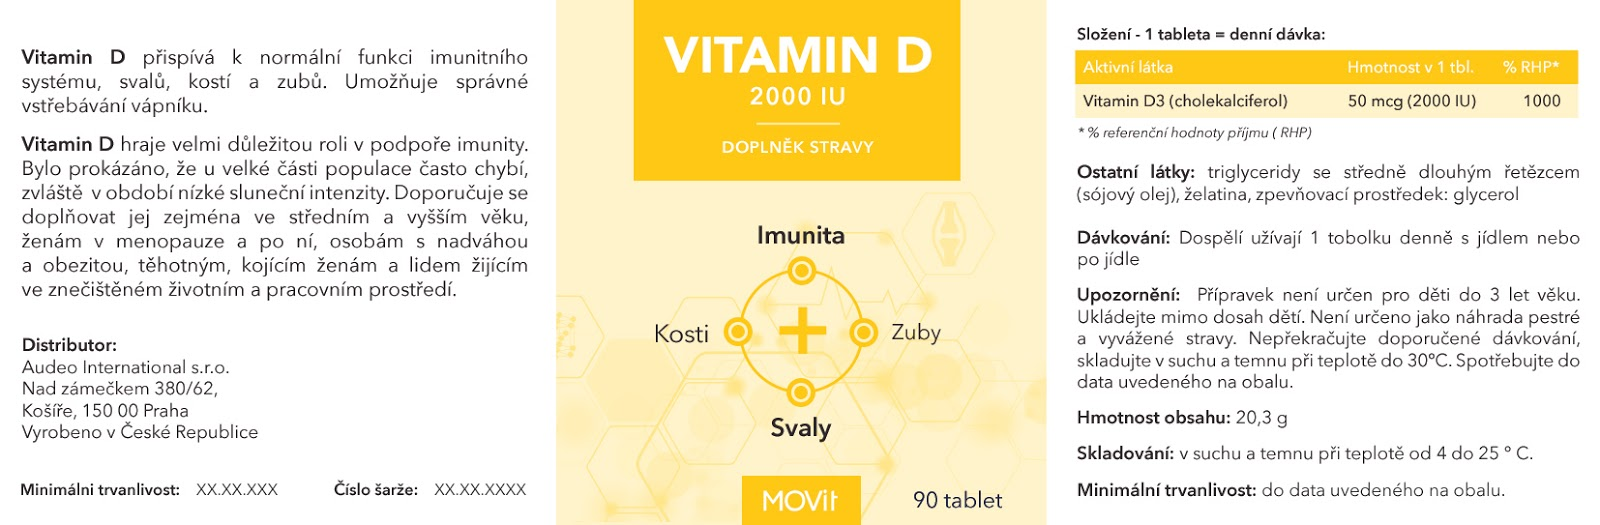 Vitamin D přispívá k normální funkci imunitního
systému, svalů, kostí a zubů. Umožňuje správné
vstřebávání vápníku.
Vitamin D hraje velmi důležitou roli v podpoře imunity.
Bylo prokázáno, že u velké části populace často chybí,
zvláště v období nízké sluneční intenzity. Doporučuje se
doplňovat jej zejména ve středním a vyšším věku,
ženám v menopauze a po ní, osobám s nadváhou
a obezitou, těhotným, kojícím ženám a lidem žijícím
ve znečištěném životním a pracovním prostředí.
Distributor:
Audeo International s.r.o.
Nad zámečkem 380/62,
Košíře, 150 00 Praha
Vyrobeno v České Republice
Minimálni trvanlivost: XX.XX.XXX Číslo šarže: XX.XX.XXXX
VITAMIN D
2000 IU
DOPLNĚK STRAVY
Imunita
Kosti
Zuby
Svaly
MOVit
90 tablet
Složení - 1 tableta = denní dávka:
Aktivní látka Hmotnost v 1 tbl. % RHP*
Vitamin D3 (cholekalciferol) 50 mcg (2000 IU) 1000
* % referenční hodnoty příjmu ( RHP)
Ostatní látky: triglyceridy se středně dlouhým řetězcem
(sójový olej), želatina, zpevňovací prostředek: glycerol
Dávkování: Dospělí užívají 1 tobolku denně s jídlem nebo
po jídle
Upozornění: Přípravek není určen pro děti do 3 let věku.
Ukládejte mimo dosah dětí. Není určeno jako náhrada pestré
a vyvážené stravy. Nepřekračujte doporučené dávkování,
skladujte v suchu a temnu při teplotě do 30°C. Spotřebujte do
data uvedeného na obalu.
Hmotnost obsahu: 20,3 g
Skladování: v suchu a temnu při teplotě od 4 do 25 ° C.
Minimální trvanlivost: do data uvedeného na obalu.